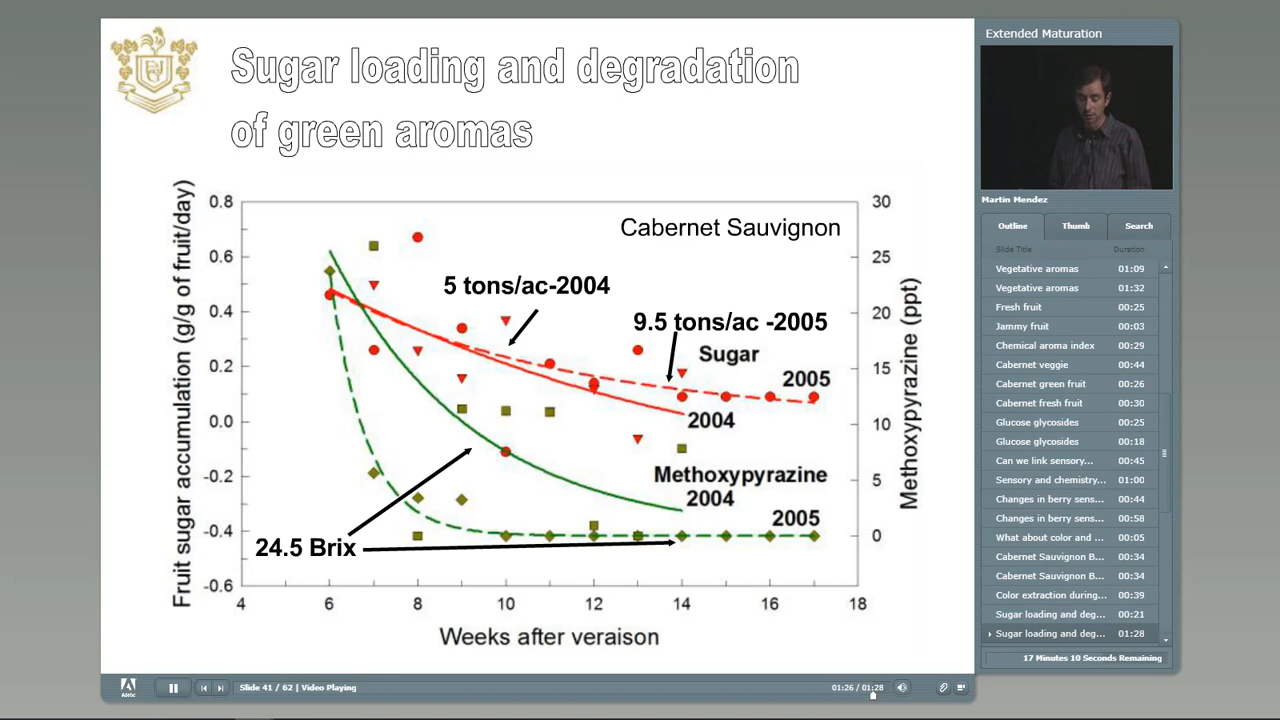 Sugar loading and degradation
of green aromas
Cabernet Sauvignon
5 tons/ac-2004
9.5 tons/ac -2005
Sugar
2005
2004
Methoxypyrazine
2004
2005
24.5 Brix
Fruit sugar accumulation (g/g of fruit/day)
0.8
0.6
0.4
0.2
0.0
-0.2
-0.4
-0.6
Methoxypyrazine (ppt)
30
25
20
15
10
5
0
4 6 8 10 12 14 16 18
Weeks after veraison
Extended Maturation
Martin Mendez
Outline Thumb Search
Slide Title Duration
Vegetative aromas 01:09
Vegetative aromas 01:32
Fresh fruit 00:25
Jammy fruit 00:03
Chemical aroma index 00:29
Cabernet veggie 00:44
Cabernet green fruit 00:26
Cabernet fresh fruit 00:30
Glucose glycosides 00:25
Glucose glycosides 00:18
Can we link sensory... 00:45
Sensory and chemistry... 01:00
Changes in berry sens... 00:44
Changes in berry sens... 00:58
What about color and ... 00:05
Cabernet Sauvignon B... 00:34
Cabernet Sauvignon B... 00:34
Color extraction during... 00:39
Sugar loading and deg... 00:21
Sugar loading and deg... 01:28
17 Minutes 10 Seconds Remaining
Adobe
Slide 41 / 62 | Video Playing
01:26 / 01:28